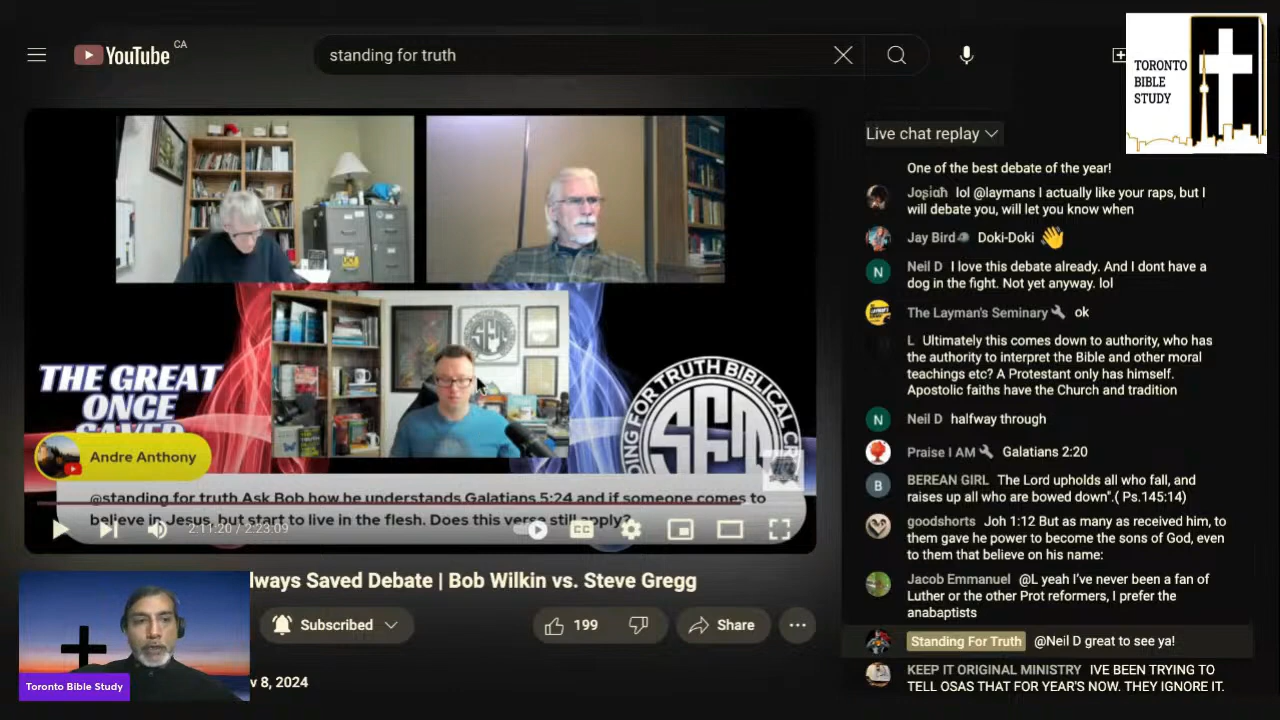 YouTube CA
standing for truth
TORONTO
BIBLE
STUDY
Live chat replay
One of the best debate of the year!
Josiah lol @laymans I actually like your raps, but I
will debate you, will let you know when
Jay Bird Doki-Doki
Neil D I love this debate already. And I dont have a
dog in the fight. Not yet anyway. lol
The Layman's Seminary ok
L Ultimately this comes down to authority, who has
the authority to interpret the Bible and other moral
teachings etc? A Protestant only has himself.
Apostolic faiths have the Church and tradition
Neil D halfway through
Praise I AM Galatians 2:20
BEREAN GIRL The Lord upholds all who fall, and
raises up all who are bowed down".( Ps.145:14)
goodshorts Joh 1:12 But as many as received him, to
them gave he power to become the sons of God, even
to them that believe on his name:
Jacob Emmanuel @L yeah I've never been a fan of
Luther or the other Prot reformers, I prefer the
anabaptists
Standing For Truth @Neil D great to see ya!
KEEP IT ORIGINAL MINISTRY IVE BEEN TRYING TO
TELL OSAS THAT FOR YEAR'S NOW. THEY IGNORE IT.
THE GREAT
ONCE
SAVED
SFT
Andre Anthony
@standing for truth Ask Bob how he understands Galatians 5:24 and if someone comes to
believe in Jesus, but start to live in the flesh. Does this verse still apply?
2:11:20 / 2:23:09
CC
lways Saved Debate | Bob Wilkin vs. Steve Gregg
Subscribed
199
Share
v 8, 2024
Toronto Bible Study